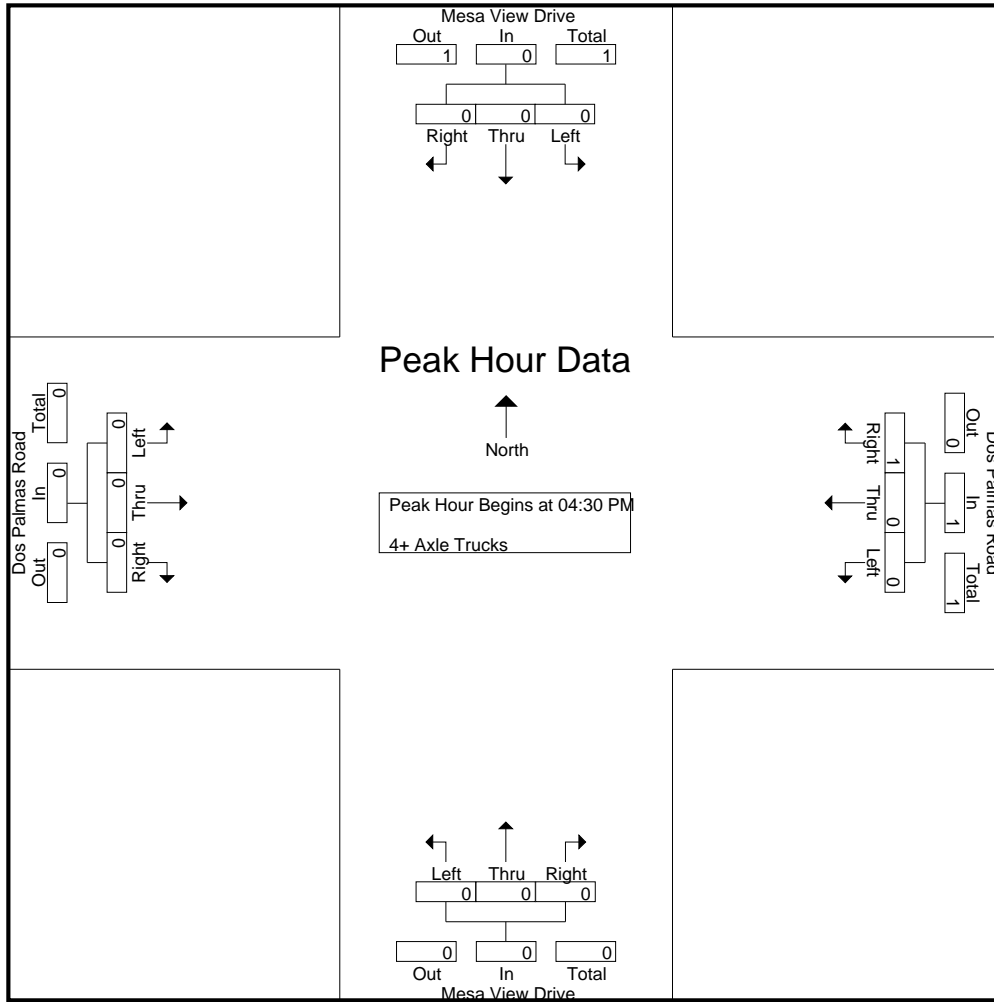 Mesa View Drive
Out In Total
1 0 1
0 0 0
Right Thru Left
Peak Hour Data
North
Peak Hour Begins at 04:30 PM
4+ Axle Trucks
Dos Palmas Road
Out In Total
0 0 0
0 0 0
Left Thru Right
Dos Palmas Road
Out In Total
0 1 1
1 0 0
Right Thru Left
Left Thru Right
0 0 0
0 0 0
Out In Total
Mesa View Drive